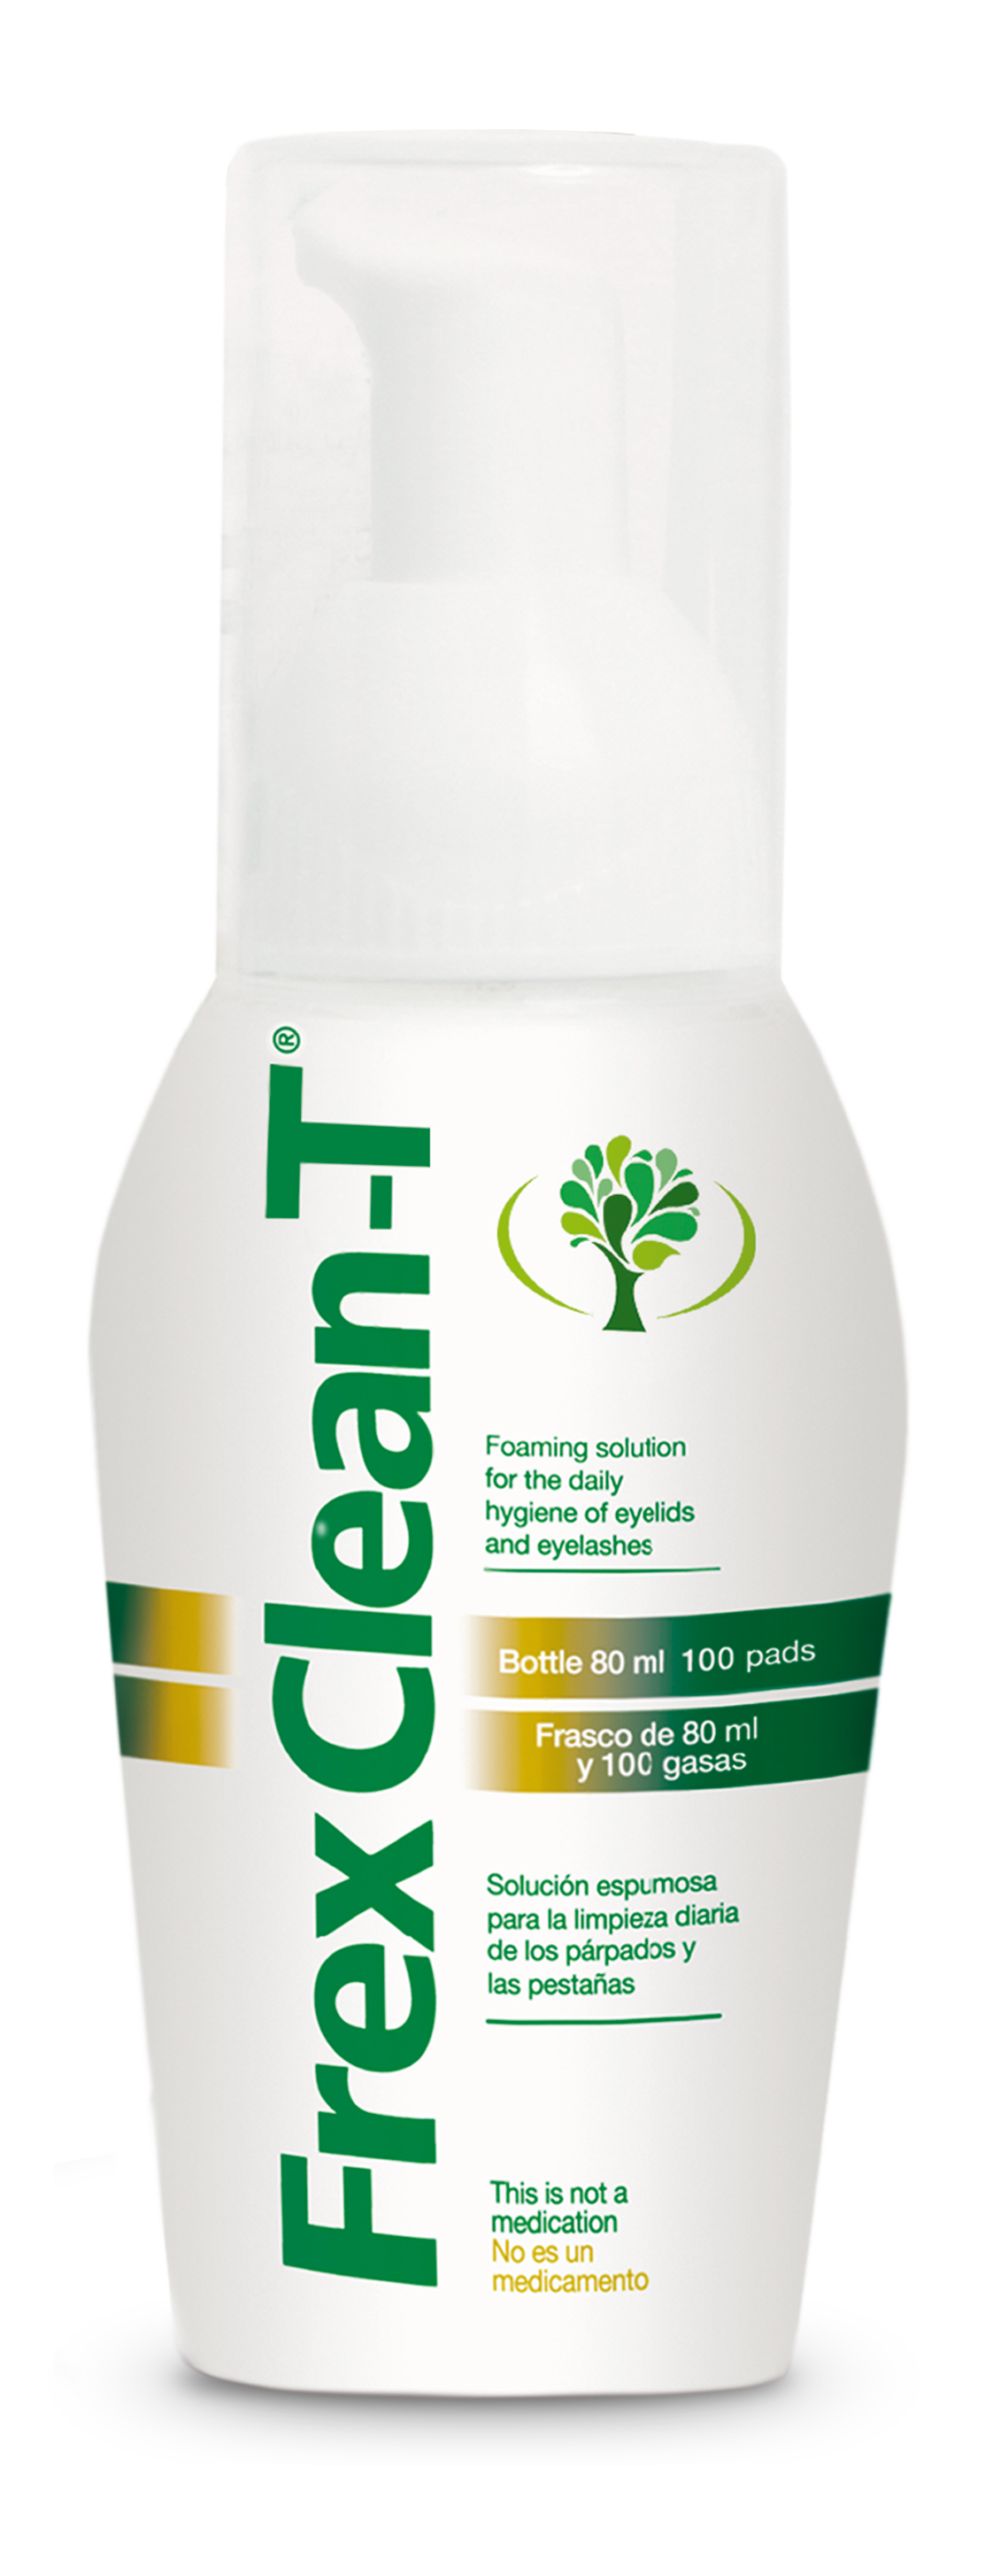 Frex Clean-T®
Foaming solution
for the daily
hygiene of eyelids
and eyelashes
Bottle 80 ml 100 pads
Frasco de 80 ml
y 100 gasas
Solución espumosa
para la limpieza diaria
de los párpados y
las pestañas
This is not a
medication
No es un
medicamento